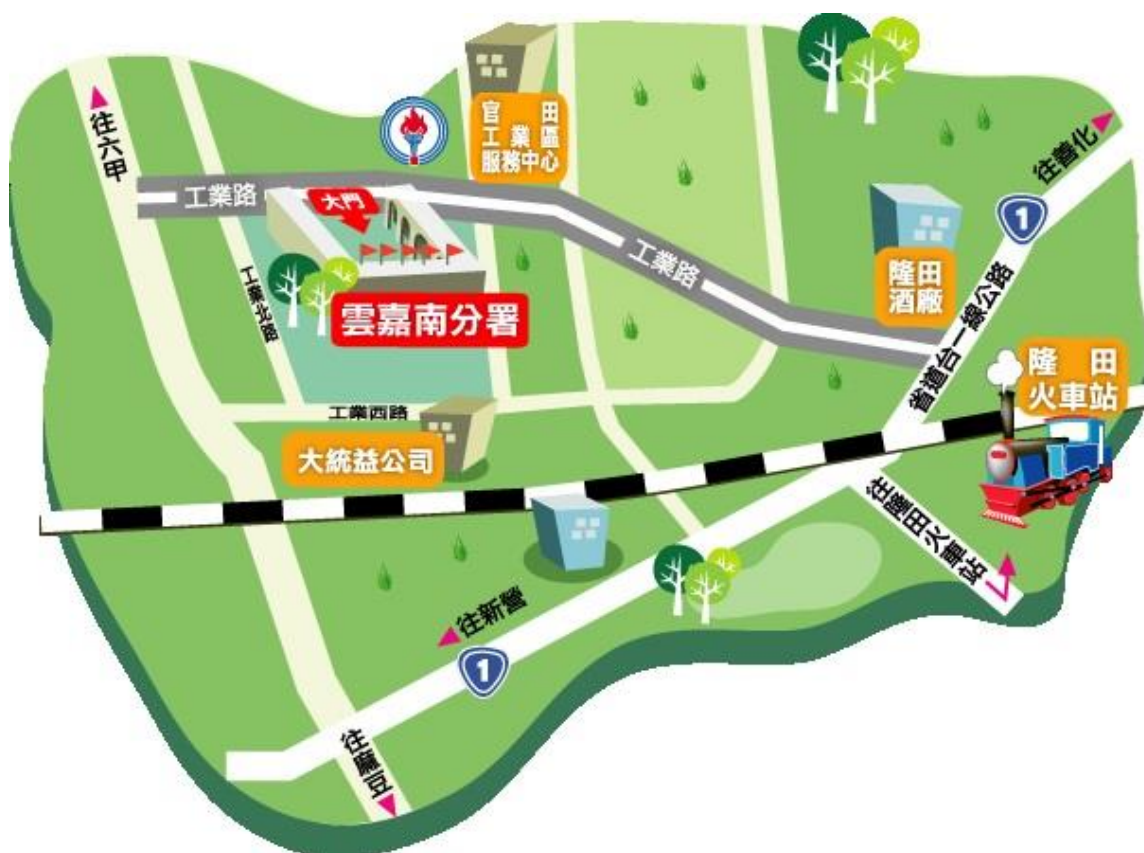 往六甲
官田
工業區
服務中心
往善化
1
工業路
大門
工業路
隆田
酒廠
省道台一線公路
工業北路
雲嘉南分署
隆田
火車站
工業西路
大統益公司
往隆田火車站
往新營
1
往麻豆